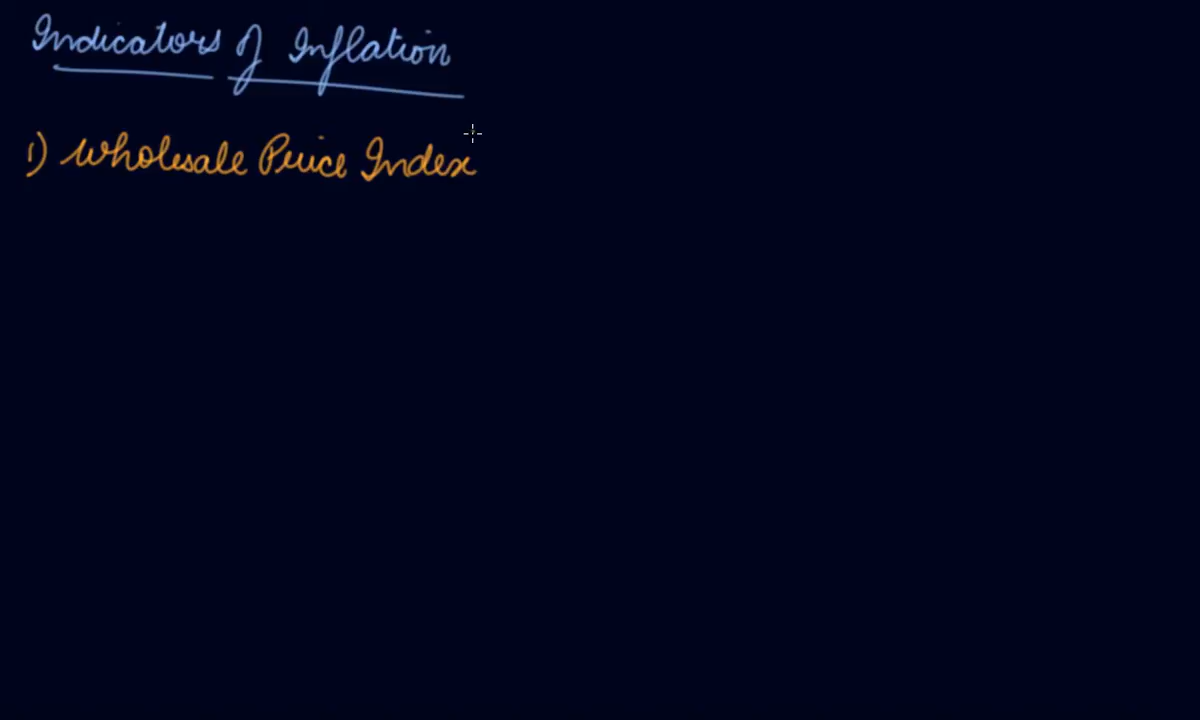 Indicators of Inflation
1) Wholesale Price Index